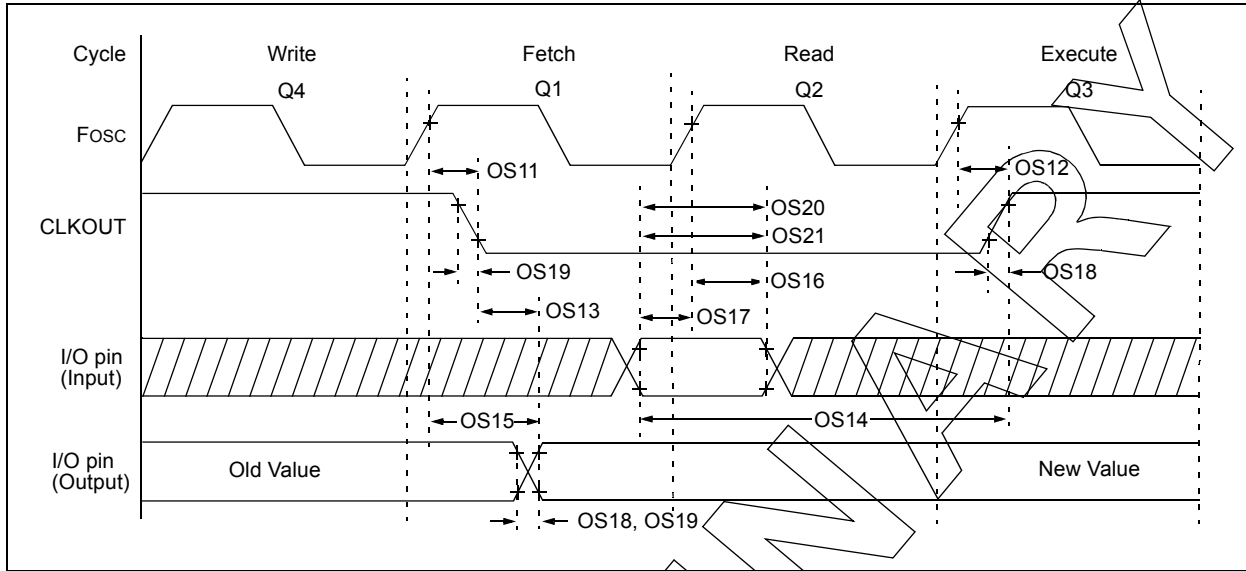 Cycle Write Fetch Read Execute
Q4 Q1 Q2 Q3
FOSC
OS11 OS12
OS20
CLKOUT
OS21
OS19 OS16 OS18
OS13 OS17
I/O pin
(Input)
OS15 OS14
I/O pin
(Output)
Old Value New Value
OS18, OS19